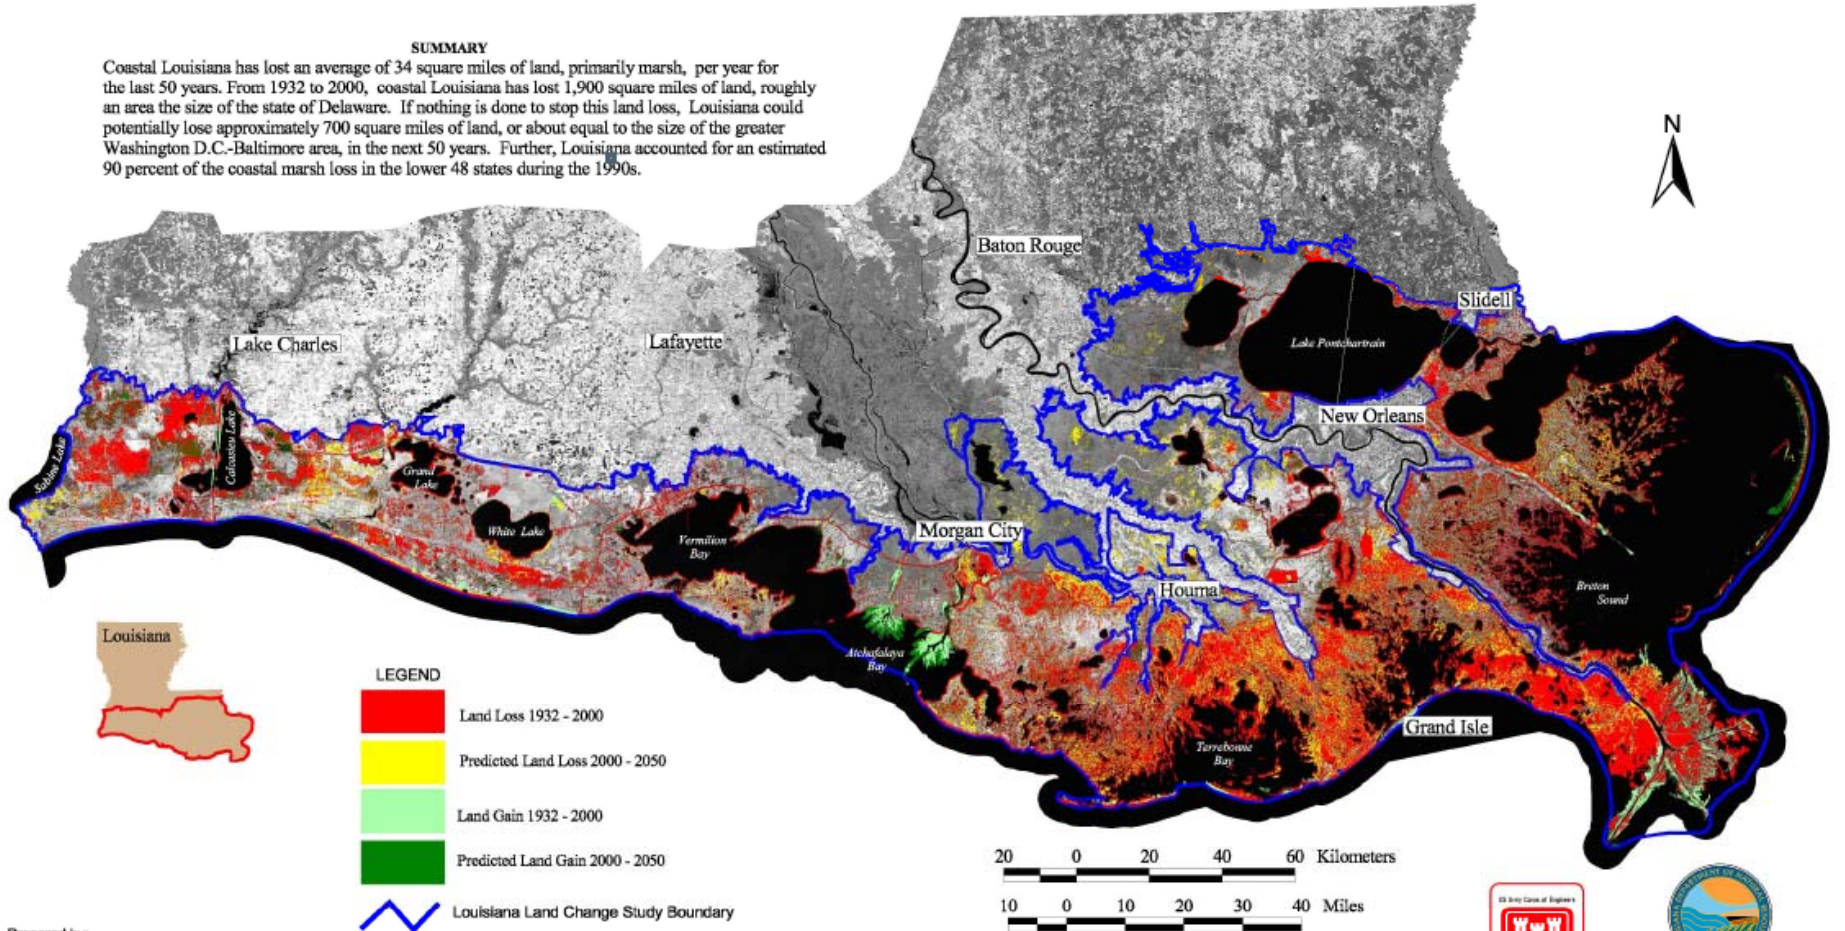 SUMMARY
Coastal Louisiana has lost an average of 34 square miles of land, primarily marsh, per year for
the last 50 years. From 1932 to 2000, coastal Louisiana has lost 1,900 square miles of land, roughly
an area the size of the state of Delaware. If nothing is done to stop this land loss, Louisiana could
potentially lose approximately 700 square miles of land, or about equal to the size of the greater
Washington D.C.-Baltimore area, in the next 50 years. Further, Louisiana accounted for an estimated
90 percent of the coastal marsh loss in the lower 48 states during the 1990s.
N
Baton Rouge
Slidell
Lake Charles
Lafayette
Lake Pontchartrain
New Orleans
Sabine Lake
Calcasieu Lake
Grand
Lake
White Lake
Vermilion
Bay
Morgan City
Houma
Breton
Sound
Atchafalaya
Bay
Grand Isle
Terrebonne
Bay
Louisiana
LEGEND
Land Loss 1932 - 2000
Predicted Land Loss 2000 - 2050
Land Gain 1932 - 2000
Predicted Land Gain 2000 - 2050
Louisiana Land Change Study Boundary
20 0 20 40 60 Kilometers
10 0 10 20 30 40 Miles
US Army Corps of Engineers
DEPARTMENT OF NATURAL